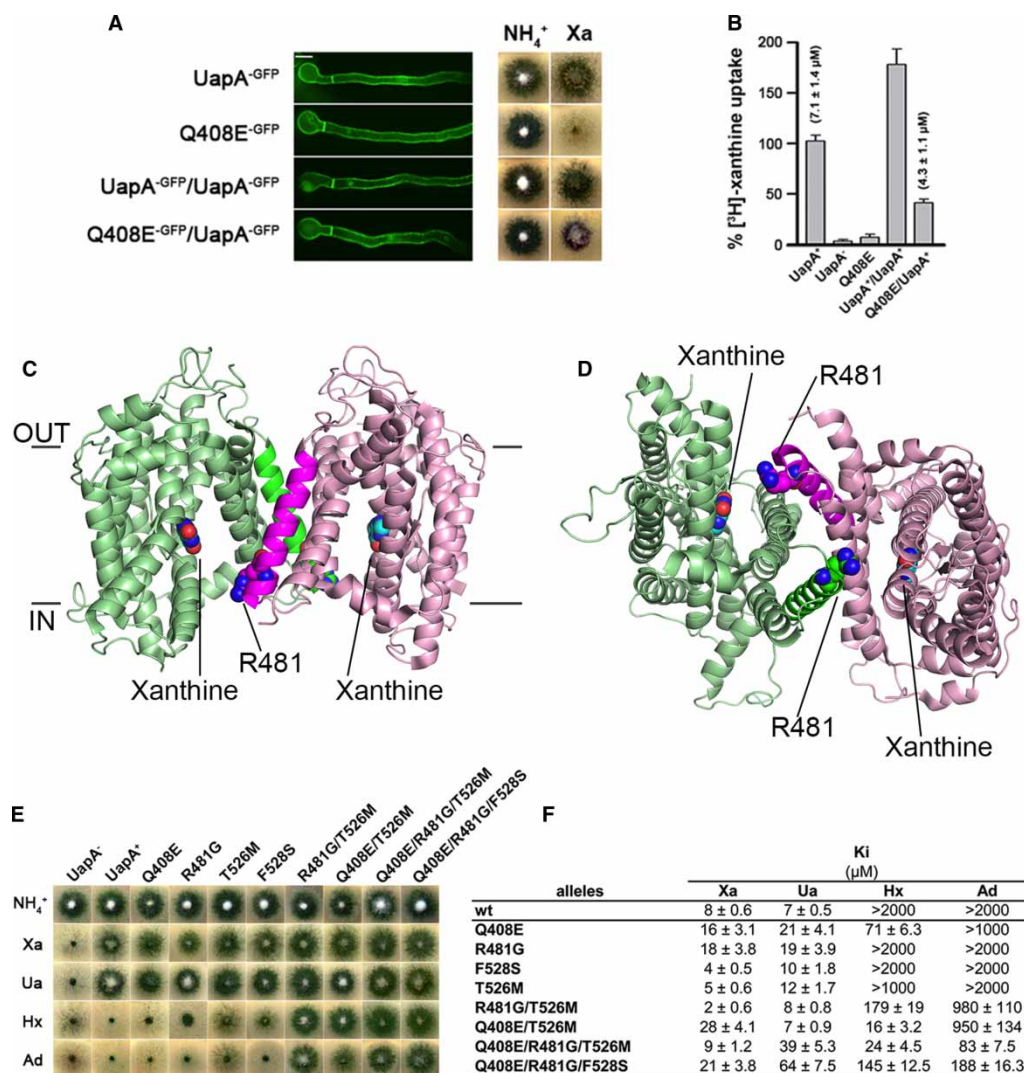 A
NH₄⁺ Xa
UapA-GFP
Q408E-GFP
UapA-GFP/UapA-GFP
Q408E-GFP/UapA-GFP
B
% [³H]-xanthine uptake
200
150
100
50
0
(7.1 ± 1.4 µM)
(4.3 ± 1.1 µM)
UapA⁺
UapA⁻
Q408E
UapA⁺/UapA⁺
Q408E/UapA⁺
C
OUT
IN
R481
Xanthine
Xanthine
D
Xanthine
R481
R481
Xanthine
E
UapA⁻ UapA⁺ Q408E R481G T526M F528S R481G/T526M Q408E/T526M Q408E/R481G/T526M Q408E/R481G/F528S
NH₄⁺
Xa
Ua
Hx
Ad
F
Ki
(µM)
alleles Xa Ua Hx Ad
wt 8 ± 0.6 7 ± 0.5 >2000 >2000
Q408E 16 ± 3.1 21 ± 4.1 71 ± 6.3 >1000
R481G 18 ± 3.8 19 ± 3.9 >2000 >2000
F528S 4 ± 0.5 10 ± 1.8 >2000 >2000
T526M 5 ± 0.6 12 ± 1.7 >1000 >2000
R481G/T526M 2 ± 0.6 8 ± 0.8 179 ± 19 980 ± 110
Q408E/T526M 28 ± 4.1 7 ± 0.9 16 ± 3.2 950 ± 134
Q408E/R481G/T526M 9 ± 1.2 39 ± 5.3 24 ± 4.5 83 ± 7.5
Q408E/R481G/F528S 21 ± 3.8 64 ± 7.5 145 ± 12.5 188 ± 16.3